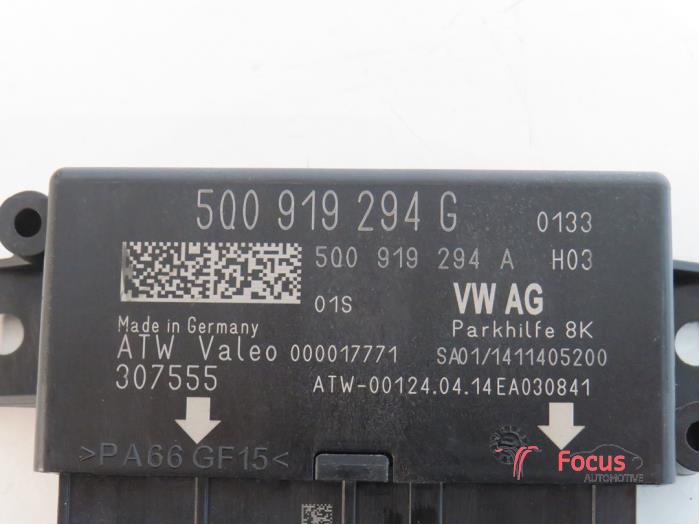 5Q0 919 294 G 0133
5Q0 919 294 A H03
01S VW AG
Made in Germany Parkhilfe 8K
ATW Valeo 000017771 SA01/1411405200
307555 ATW-00124.04.14EA030841
>PA66 GF15<
Focus
AUTOMOTIVE